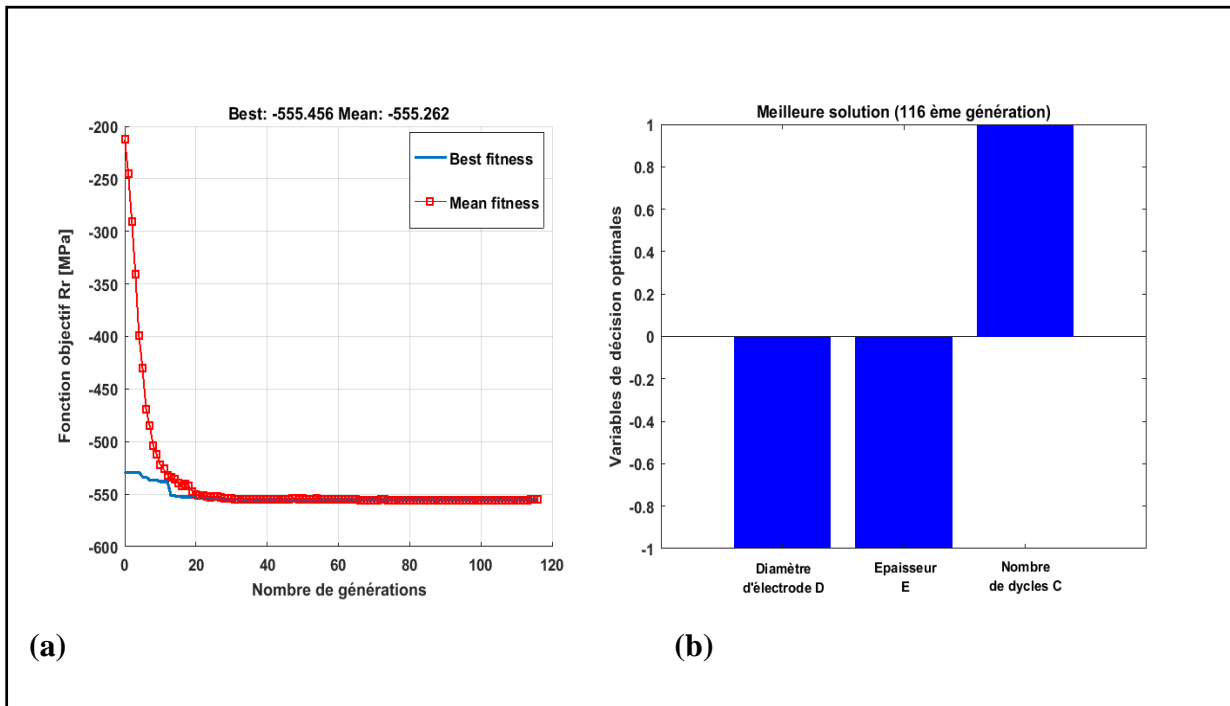 Best: -555.456 Mean: -555.262
-200
-250
-300
-350
-400
-450
-500
-550
-600
Fonction objectif Rr [MPa]
Best fitness
Mean fitness
0
20
40
60
80
100
120
Nombre de générations
(a)
Meilleure solution (116 ème génération)
1
0.8
0.6
0.4
0.2
0
-0.2
-0.4
-0.6
-0.8
-1
Variables de décision optimales
Diamètre
d'électrode D
Epaisseur
E
Nombre
de dycles C
(b)